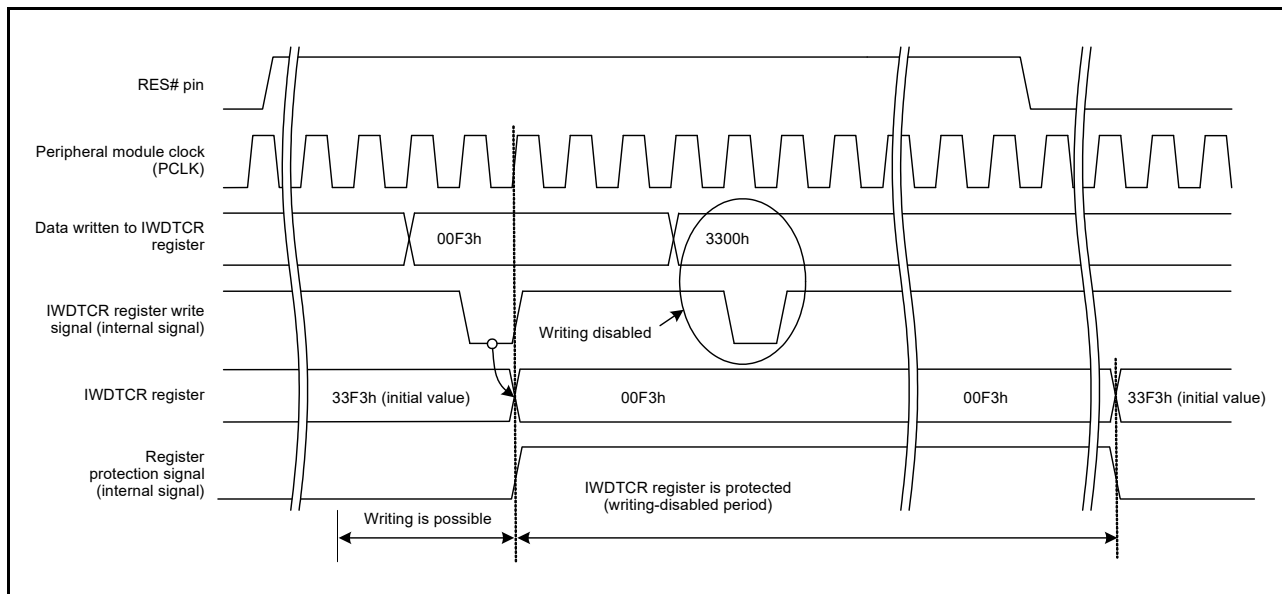 RES# pin
Peripheral module clock
(PCLK)
Data written to IWDTCR
register
00F3h
3300h
IWDTCR register write
signal (internal signal)
Writing disabled
IWDTCR register
33F3h (initial value)
00F3h
00F3h
33F3h (initial value)
Register
protection signal
(internal signal)
IWDTCR register is protected
(writing-disabled period)
Writing is possible